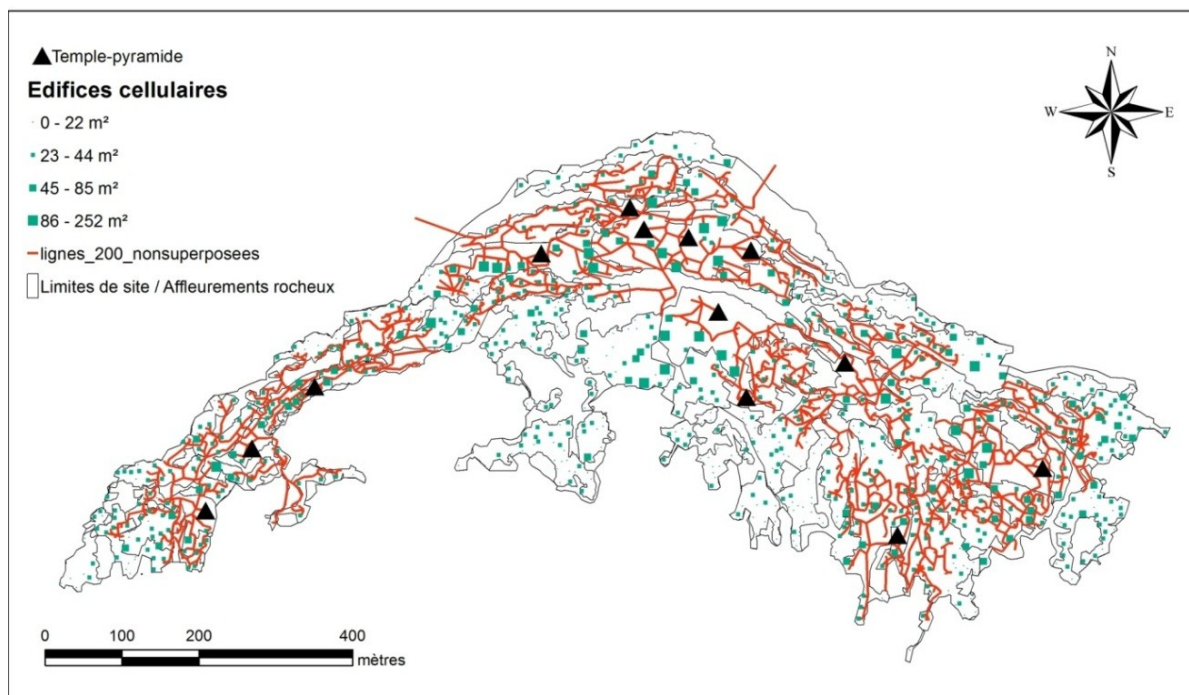 Temple-pyramide
Edifices cellulaires
0 - 22 m²
23 - 44 m²
45 - 85 m²
86 - 252 m²
lignes_200_nonsuperposees
Limites de site / Affleurements rocheux
N
W E
S
0 100 200 400
mètres